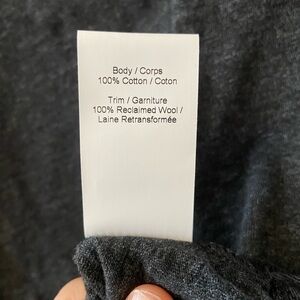 Body / Corps
100% Cotton / Coton
Trim / Garniture
100% Reclaimed Wool /
Laine Retransformée